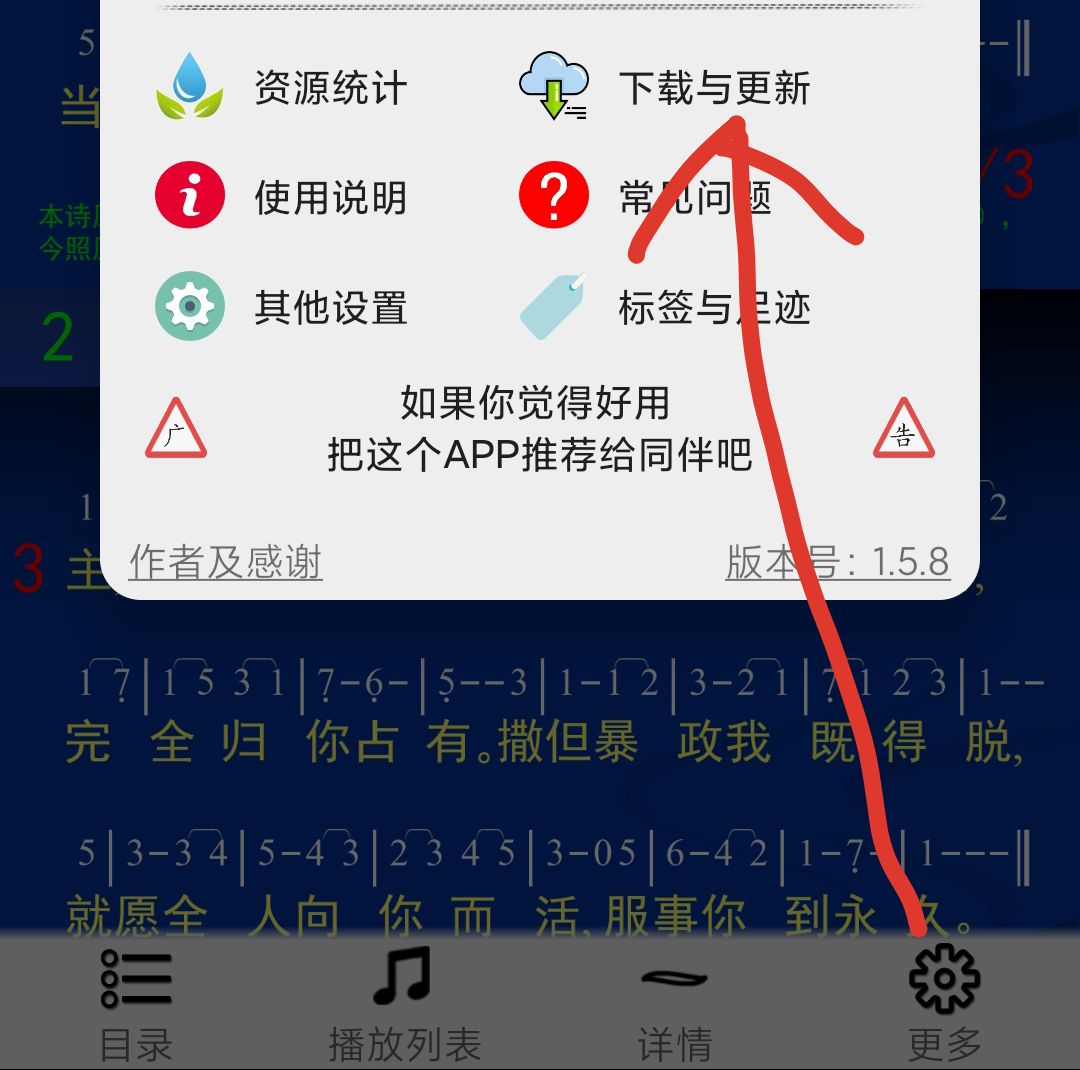 5
当
/3
本诗
今照
2
资源统计 下载与更新
使用说明 常见问题
其他设置 标签与足迹
广 如果你觉得好用 告
把这个APP推荐给同伴吧
作者及感谢 版本号: 1.5.8
1 2
3 主
1 7|1 5 3 1|7-6-|5--3|1-1 2|3-2 1|7 1 2 3|1--
完 全 归 你占 有。撒但暴 政我 既 得 脱,
5|3-3 4|5-4 3|2 3 4 5|3-0 5|6-4 2|1-7-|1---‖
就愿全 人向 你 而 活, 服事你 到永 久。
目录 播放列表 详情 更多